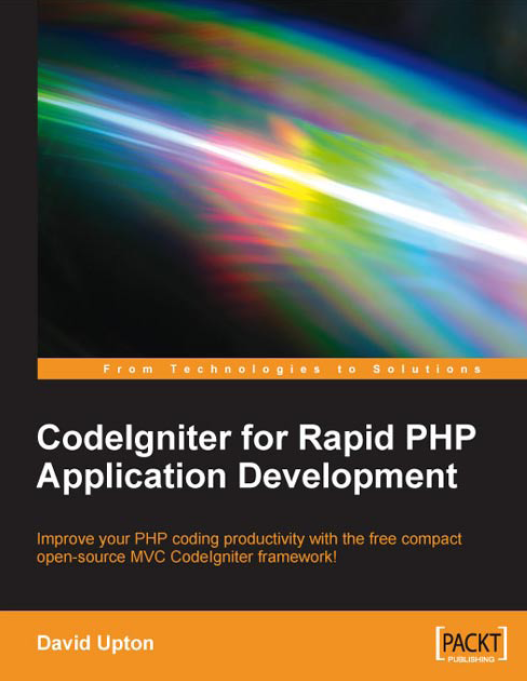 From Technologies to Solutions
CodeIgniter for Rapid PHP
Application Development
Improve your PHP coding productivity with the free compact
open-source MVC CodeIgniter framework!
David Upton
[PACKT]
PUBLISHING